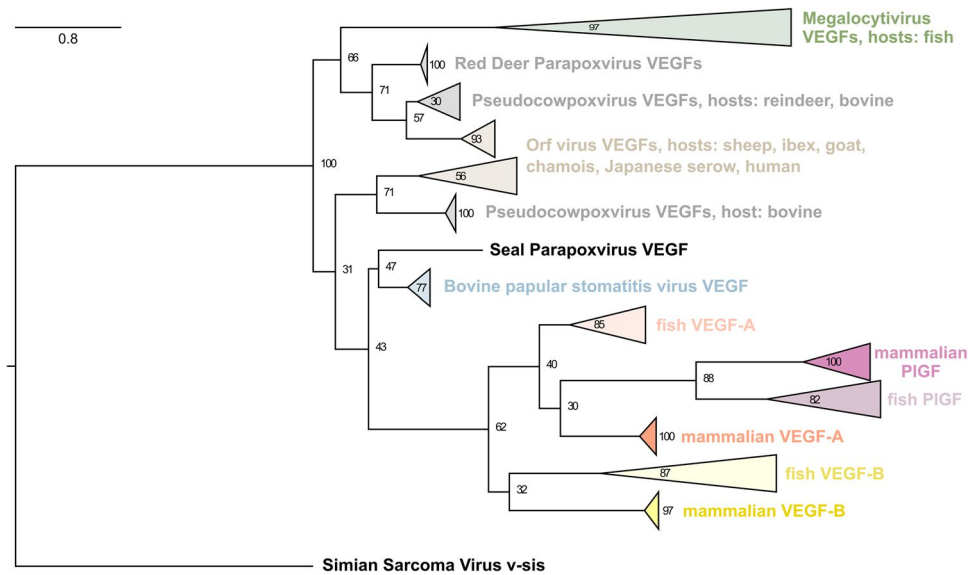 0.8
97
Megalocytivirus
VEGFs, hosts: fish
66
100
Red Deer Parapoxvirus VEGFs
71
30
Pseudocowpoxvirus VEGFs, hosts: reindeer, bovine
57
93
Orf virus VEGFs, hosts: sheep, ibex, goat,
chamois, Japanese serow, human
100
56
71
100
Pseudocowpoxvirus VEGFs, host: bovine
Seal Parapoxvirus VEGF
31
47
77
Bovine papular stomatitis virus VEGF
85
fish VEGF-A
43
100
mammalian
PlGF
40
88
82
fish PlGF
30
62
100
mammalian VEGF-A
87
fish VEGF-B
32
97
mammalian VEGF-B
Simian Sarcoma Virus v-sis